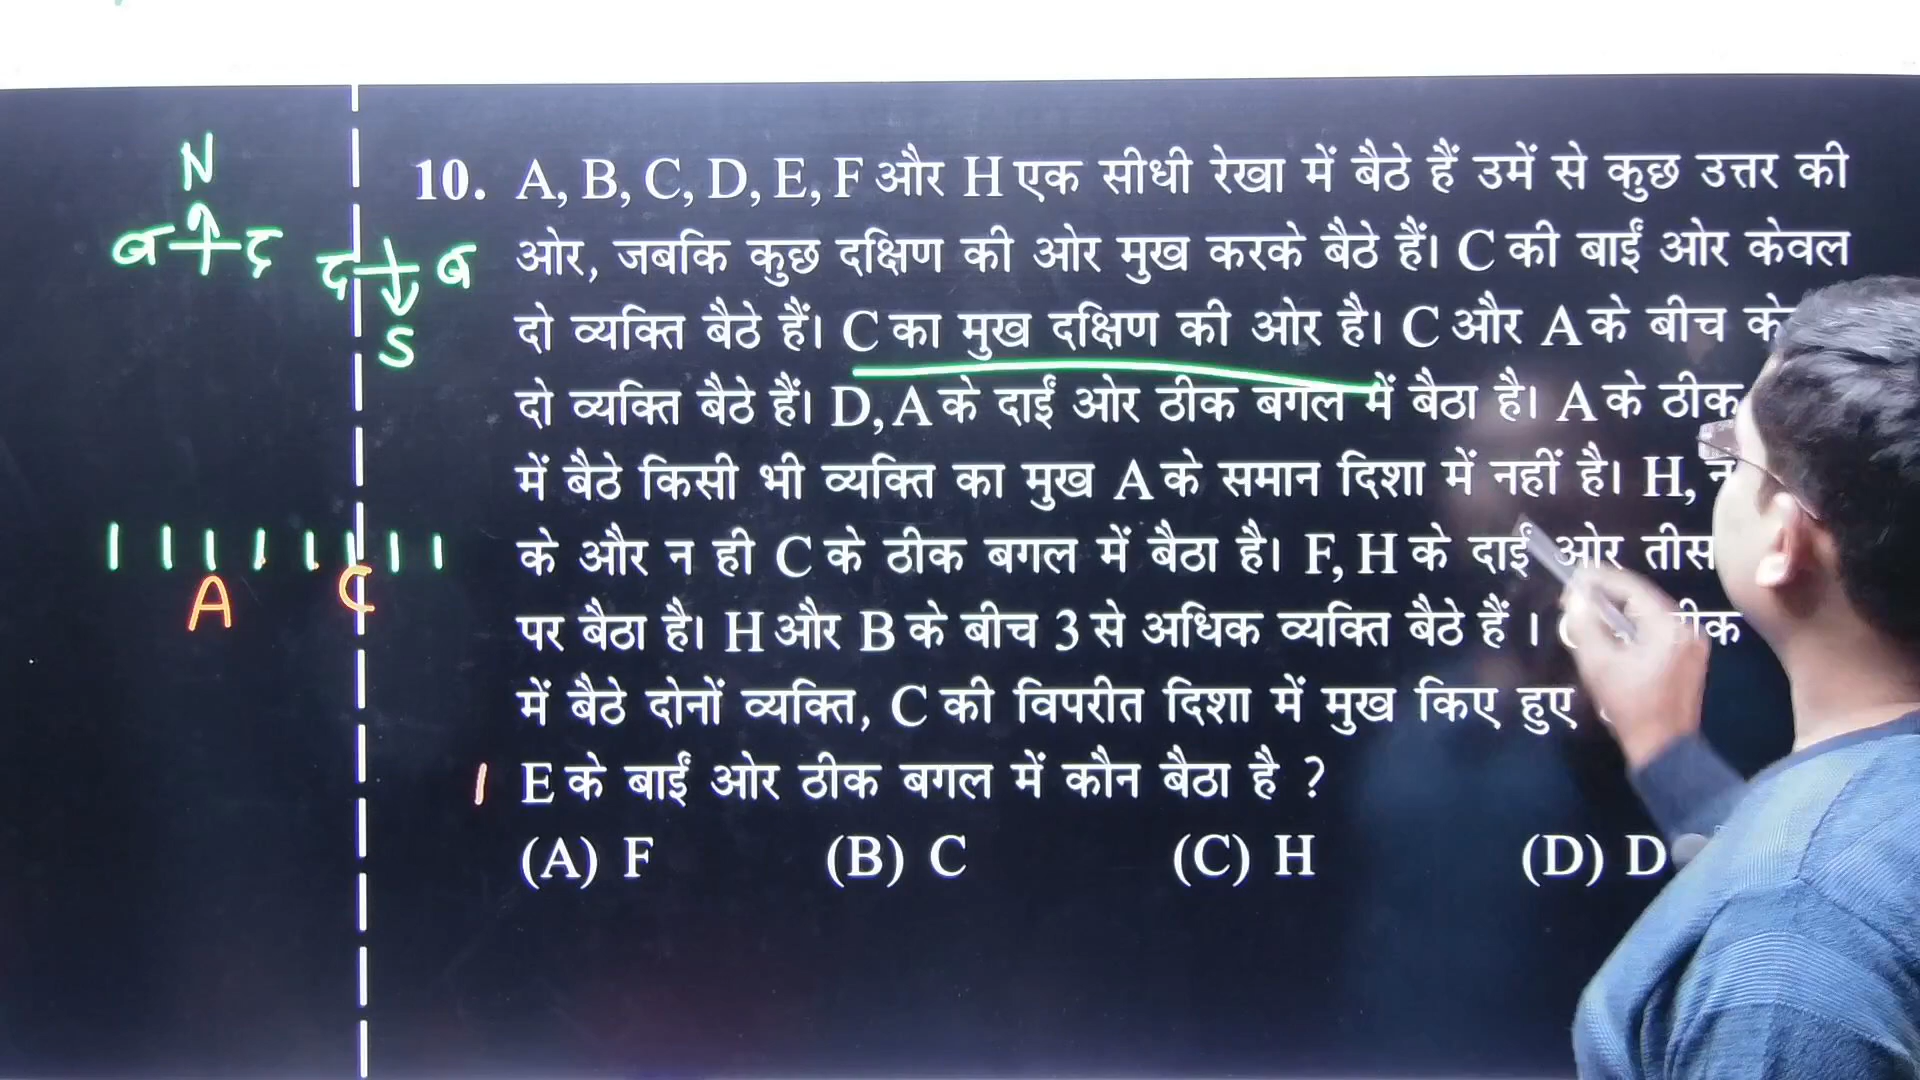 N
ब द
द ब
S
A C
10. A, B, C, D, E, F और H एक सीधी रेखा में बैठे हैं उमें से कुछ उत्तर की
ओर, जबकि कुछ दक्षिण की ओर मुख करके बैठे हैं। C की बाईं ओर केवल
दो व्यक्ति बैठे हैं। C का मुख दक्षिण की ओर है। C और A के बीच
दो व्यक्ति बैठे हैं। D, A के दाईं ओर ठीक बगल में बैठा है। A के ठीक
में बैठे किसी भी व्यक्ति का मुख A के समान दिशा में नहीं है। H,
के और न ही C के ठीक बगल में बैठा है। F, H के दाईं ओर
पर बैठा है। H और B के बीच 3 से अधिक व्यक्ति बैठे हैं । ठीक
में बैठे दोनों व्यक्ति, C की विपरीत दिशा में मुख किए हुए
1 E के बाईं ओर ठीक बगल में कौन बैठा है ?
(A) F (B) C (C) H (D) D